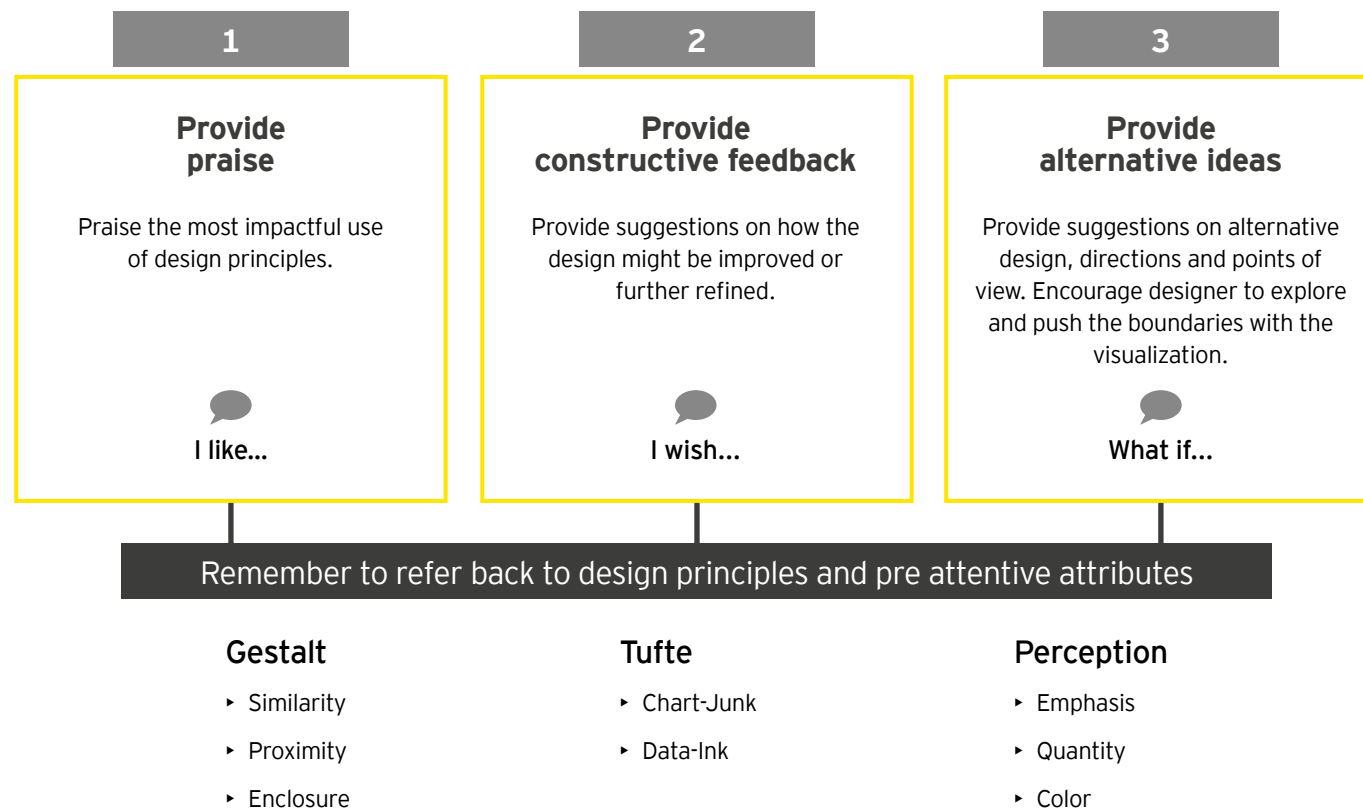 1
Provide
praise
Praise the most impactful use
of design principles.
I like...
2
Provide
constructive feedback
Provide suggestions on how the
design might be improved or
further refined.
I wish...
3
Provide
alternative ideas
Provide suggestions on alternative
design, directions and points of
view. Encourage designer to explore
and push the boundaries with the
visualization.
What if...
Remember to refer back to design principles and pre attentive attributes
Gestalt
‣ Similarity
‣ Proximity
‣ Enclosure
Tufte
‣ Chart-Junk
‣ Data-Ink
Perception
‣ Emphasis
‣ Quantity
‣ Color